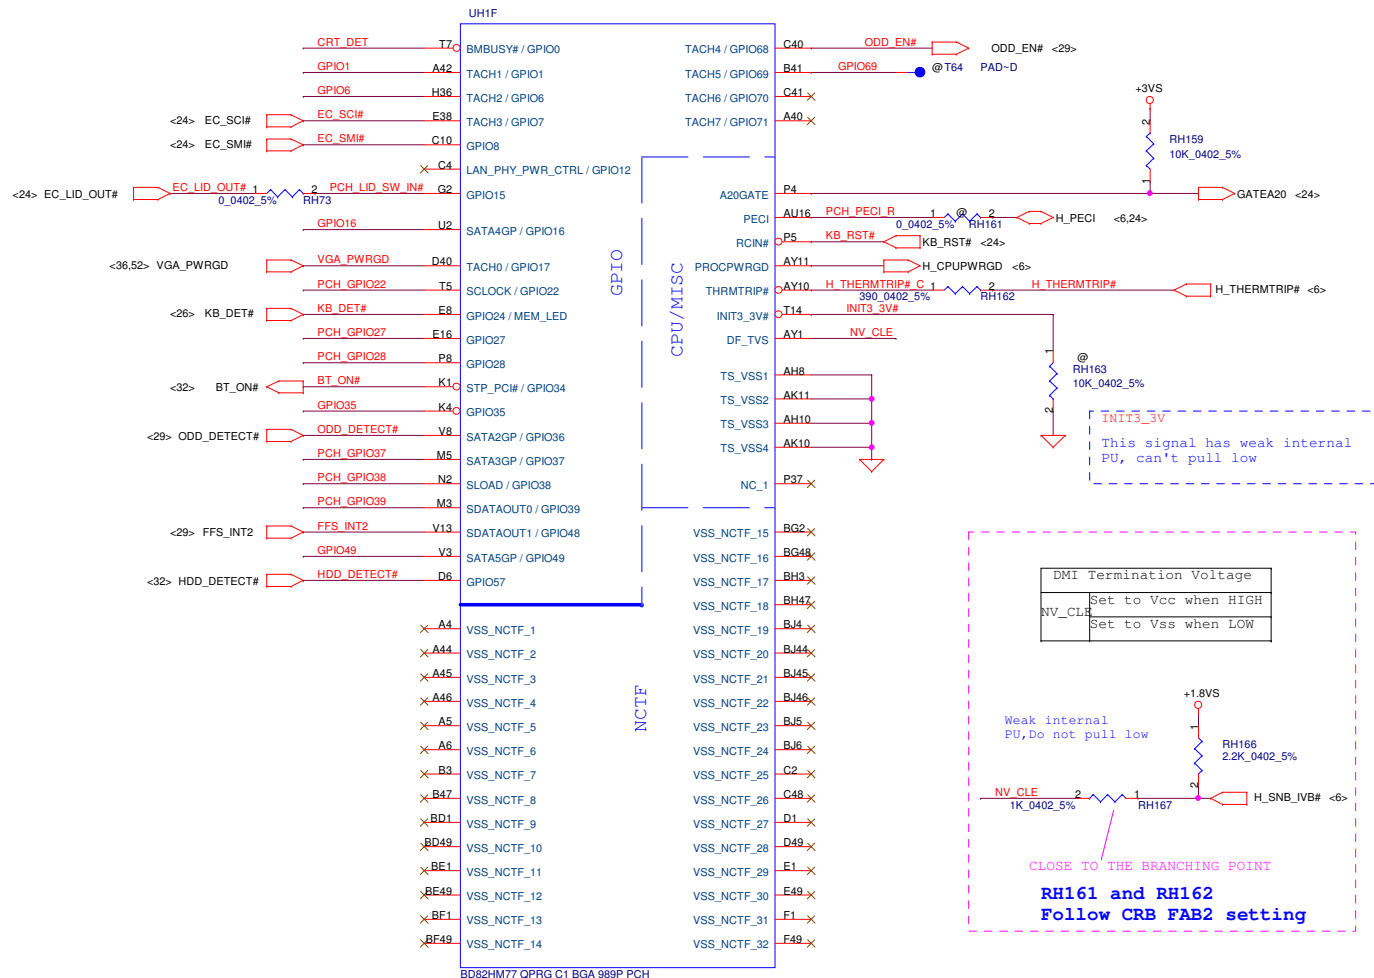 UH1F
CRT_DET T7 BMBUSY# / GPIO0
GPIO1 A42 TACH1 / GPIO1
GPIO6 H36 TACH2 / GPIO6
<24> EC_SCI# EC_SCI# E38 TACH3 / GPIO7
<24> EC_SMI# EC_SMI# C10 GPIO8
C4 LAN_PHY_PWR_CTRL / GPIO12
<24> EC_LID_OUT# EC_LID_OUT# 1 2 PCH_LID_SW_IN# G2 GPIO15
0_0402_5% RH73
GPIO16 U2 SATA4GP / GPIO16
<36,52> VGA_PWRGD VGA_PWRGD D40 TACH0 / GPIO17
PCH_GPIO22 T5 SCLOCK / GPIO22
<26> KB_DET# KB_DET# E8 GPIO24 / MEM_LED
PCH_GPIO27 E16 GPIO27
PCH_GPIO28 P8 GPIO28
<32> BT_ON# BT_ON# K1 STP_PCI# / GPIO34
GPIO35 K4 GPIO35
<29> ODD_DETECT# ODD_DETECT# V8 SATA2GP / GPIO36
PCH_GPIO37 M5 SATA3GP / GPIO37
PCH_GPIO38 N2 SLOAD / GPIO38
PCH_GPIO39 M3 SDATAOUT0 / GPIO39
<29> FFS_INT2 FFS_INT2 V13 SDATAOUT1 / GPIO48
GPIO49 V3 SATA5GP / GPIO49
<32> HDD_DETECT# HDD_DETECT# D6 GPIO57
A4 VSS_NCTF_1
A44 VSS_NCTF_2
A45 VSS_NCTF_3
A46 VSS_NCTF_4
A5 VSS_NCTF_5
A6 VSS_NCTF_6
B3 VSS_NCTF_7
B47 VSS_NCTF_8
BD1 VSS_NCTF_9
BD49 VSS_NCTF_10
BE1 VSS_NCTF_11
BE49 VSS_NCTF_12
BF1 VSS_NCTF_13
BF49 VSS_NCTF_14
GPIO
CPU/MISC
NCTF
TACH4 / GPIO68 C40 ODD_EN# ODD_EN# <29>
TACH5 / GPIO69 B41 GPIO69 @ T64 PAD~D
TACH6 / GPIO70 C41
TACH7 / GPIO71 A40
+3VS
2
RH159
10K_0402_5%
1
A20GATE P4 GATEA20 <24>
PECI AU16 PCH_PECI_R 1 @ 2 H_PECI <6,24>
0_0402_5% RH161
RCIN# P5 KB_RST# KB_RST# <24>
PROCPWRGD AY11 H_CPUPWRGD <6>
THRMTRIP# AY10 H_THERMTRIP#_C 1 2 H_THERMTRIP# H_THERMTRIP# <6>
390_0402_5% RH162
INIT3_3V# T14 INIT3_3V#
DF_TVS AY1 NV_CLE
1
@
RH163
10K_0402_5%
2
TS_VSS1 AH8
TS_VSS2 AK11
TS_VSS3 AH10
TS_VSS4 AK10
NC_1 P37
INIT3_3V
This signal has weak internal
PU, can't pull low
VSS_NCTF_15 BG2
VSS_NCTF_16 BG48
VSS_NCTF_17 BH3
VSS_NCTF_18 BH47
VSS_NCTF_19 BJ4
VSS_NCTF_20 BJ44
VSS_NCTF_21 BJ45
VSS_NCTF_22 BJ46
VSS_NCTF_23 BJ5
VSS_NCTF_24 BJ6
VSS_NCTF_25 C2
VSS_NCTF_26 C48
VSS_NCTF_27 D1
VSS_NCTF_28 D49
VSS_NCTF_29 E1
VSS_NCTF_30 E49
VSS_NCTF_31 F1
VSS_NCTF_32 F49
DMI Termination Voltage
NV_CLE
Set to Vcc when HIGH
Set to Vss when LOW
+1.8VS
1
Weak internal
PU,Do not pull low
RH166
2.2K_0402_5%
2
NV_CLE 2 1 H_SNB_IVB# <6>
1K_0402_5% RH167
CLOSE TO THE BRANCHING POINT
RH161 and RH162
Follow CRB FAB2 setting
BD82HM77 QPRG C1 BGA 989P PCH